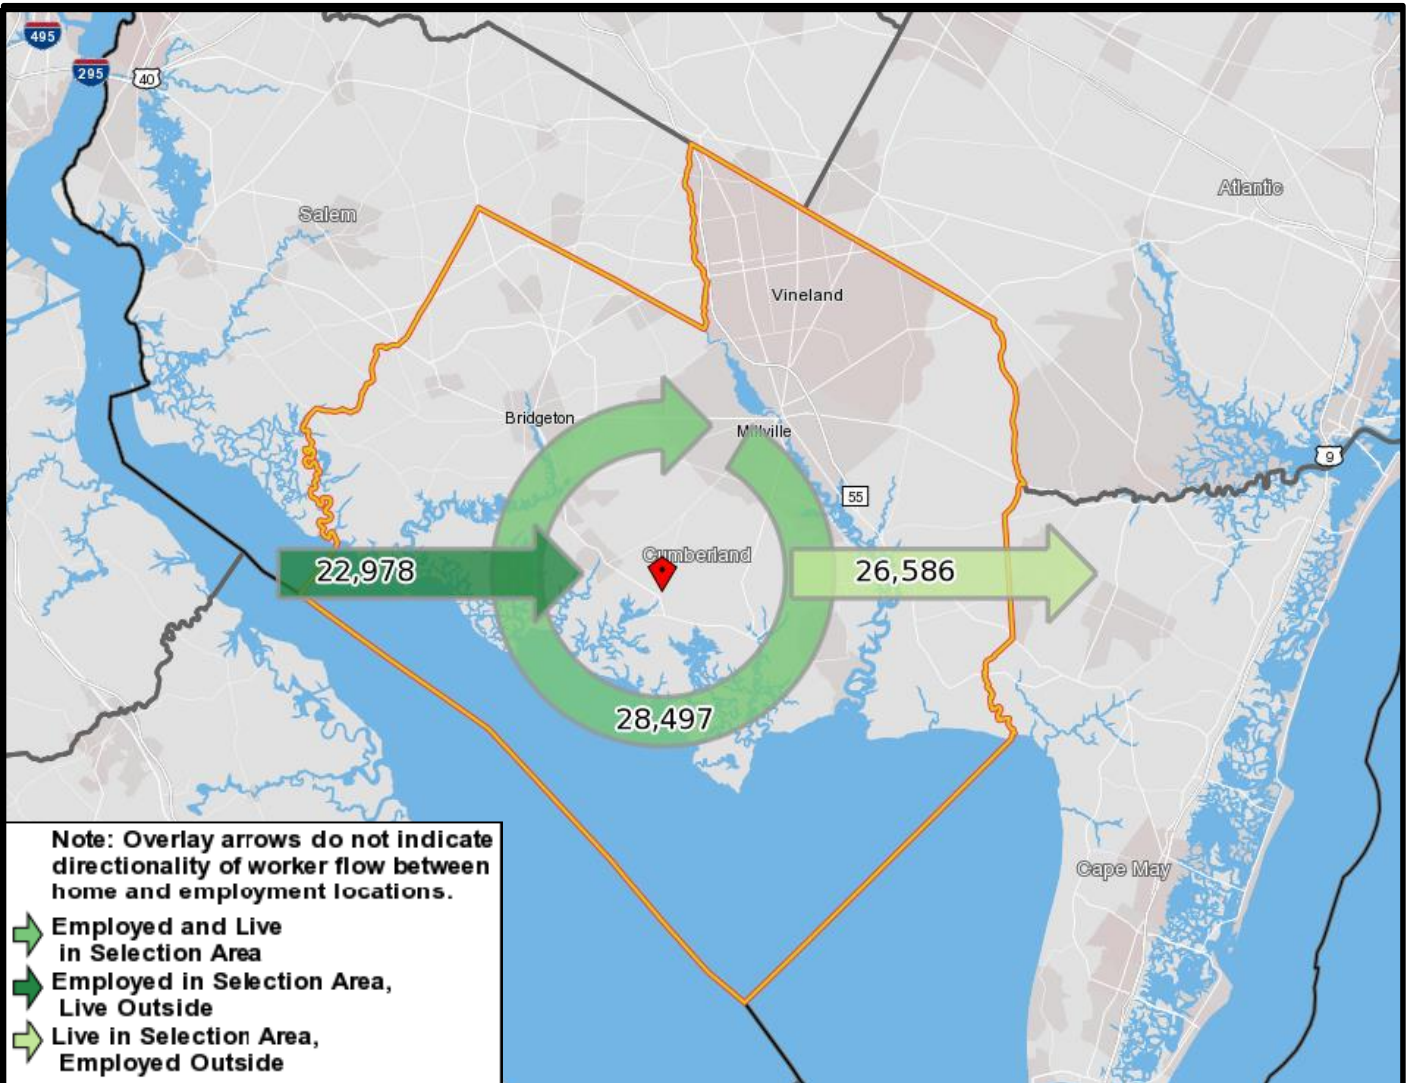 495
295
40
Atlantic
Salem
Vineland
Bridgeton
Millville
9
55
Cumberland
22,978
26,586
28,497
Note: Overlay arrows do not indicate
directionality of worker flow between
home and employment locations.
Employed and Live
in Selection Area
Employed in Selection Area,
Live Outside
Live in Selection Area,
Employed Outside
Cape May